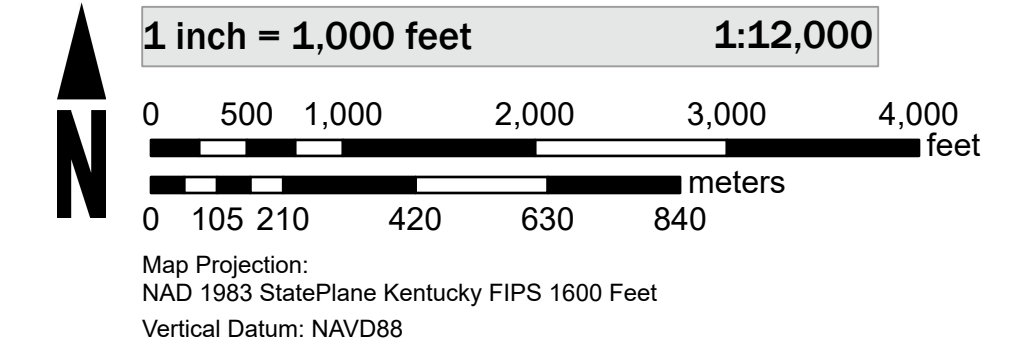 N
1 inch = 1,000 feet 1:12,000
0 500 1,000 2,000 3,000 4,000
feet
meters
0 105 210 420 630 840
Map Projection:
NAD 1983 StatePlane Kentucky FIPS 1600 Feet
Vertical Datum: NAVD88